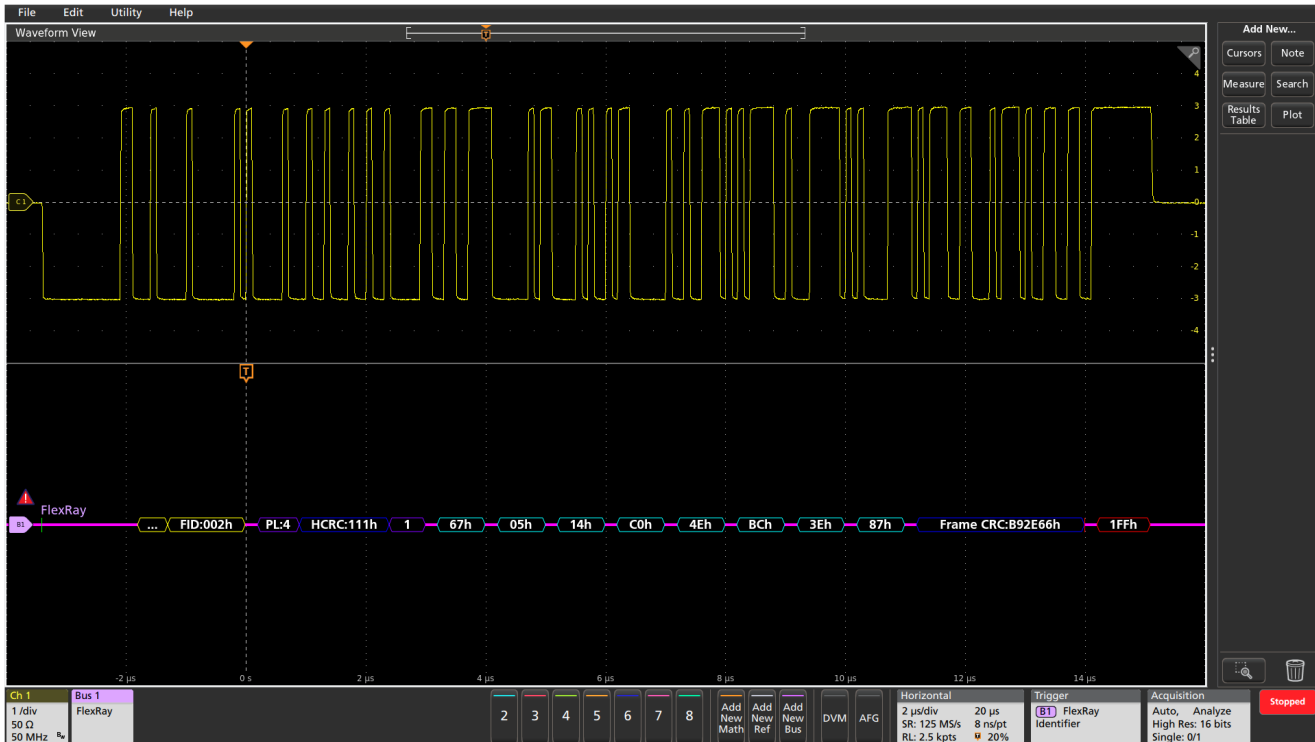 File Edit Utility Help
Waveform View
T
Add New...
Cursors Note
Measure Search
Results Table Plot
4
3
2
1
C1 -0
-1
-2
-3
-4
T
!
FlexRay
B1 ... FID:002h PL:4 HCRC:111h 1 67h 05h 14h C0h 4Eh BCh 3Eh 87h Frame CRC:B92E66h 1FFh
-2 µs 0 s 2 µs 4 µs 6 µs 8 µs 10 µs 12 µs 14 µs
Ch 1
1 /div
50 Ω
50 MHz Bw
Bus 1
FlexRay
2 3 4 5 6 7 8
Add New Math
Add New Ref
Add New Bus
DVM AFG
Horizontal
2 µs/div 20 µs
SR: 125 MS/s 8 ns/pt
RL: 2.5 kpts T 20%
Trigger
B1 FlexRay
Identifier
Acquisition
Auto, Analyze
High Res: 16 bits
Single: 0/1
Stopped